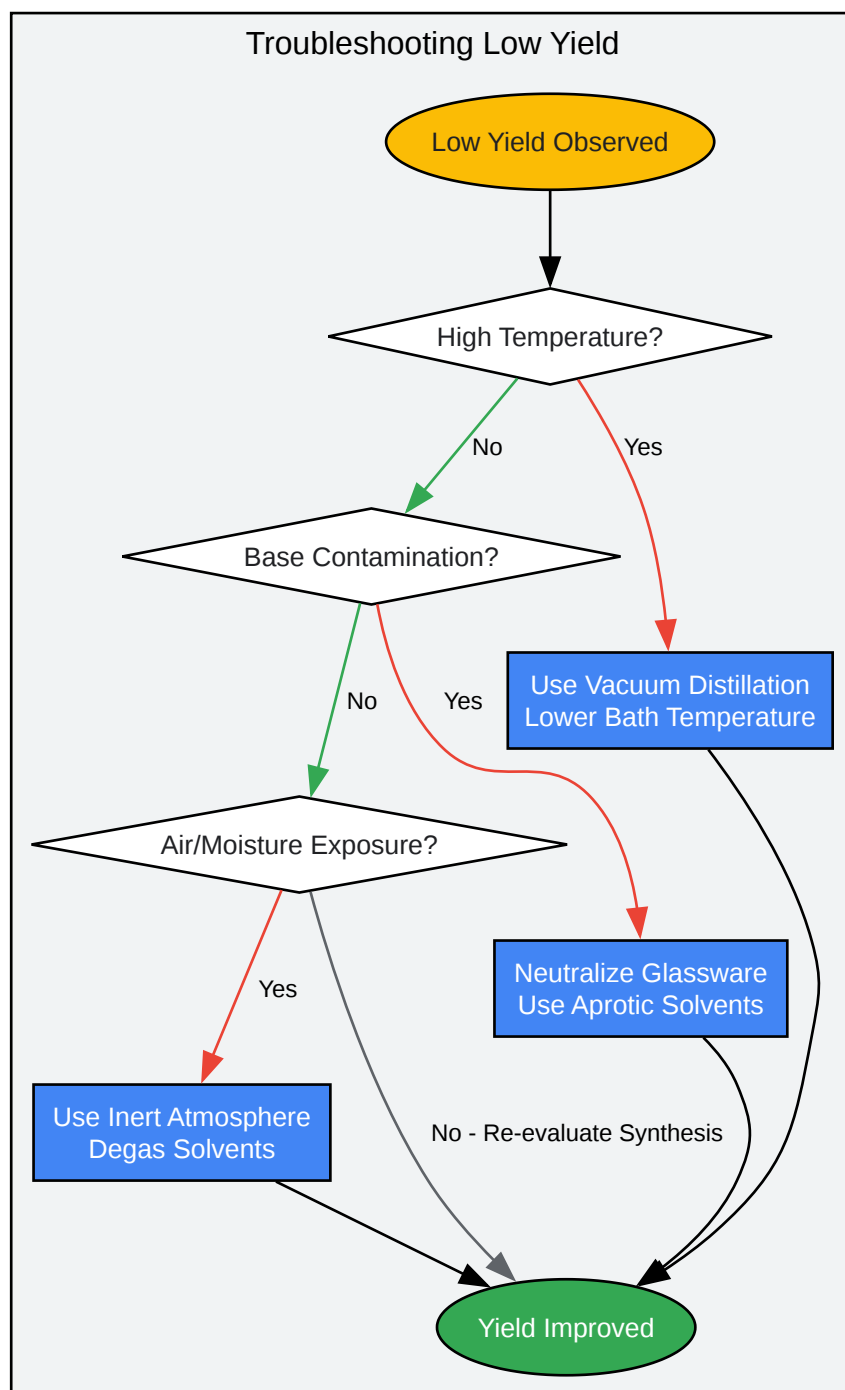 Troubleshooting Low Yield
Low Yield Observed
High Temperature?
No
Yes
Base Contamination?
Use Vacuum Distillation
Lower Bath Temperature
No
Yes
Air/Moisture Exposure?
Neutralize Glassware
Use Aprotic Solvents
Yes
Use Inert Atmosphere
Degas Solvents
No - Re-evaluate Synthesis
Yield Improved